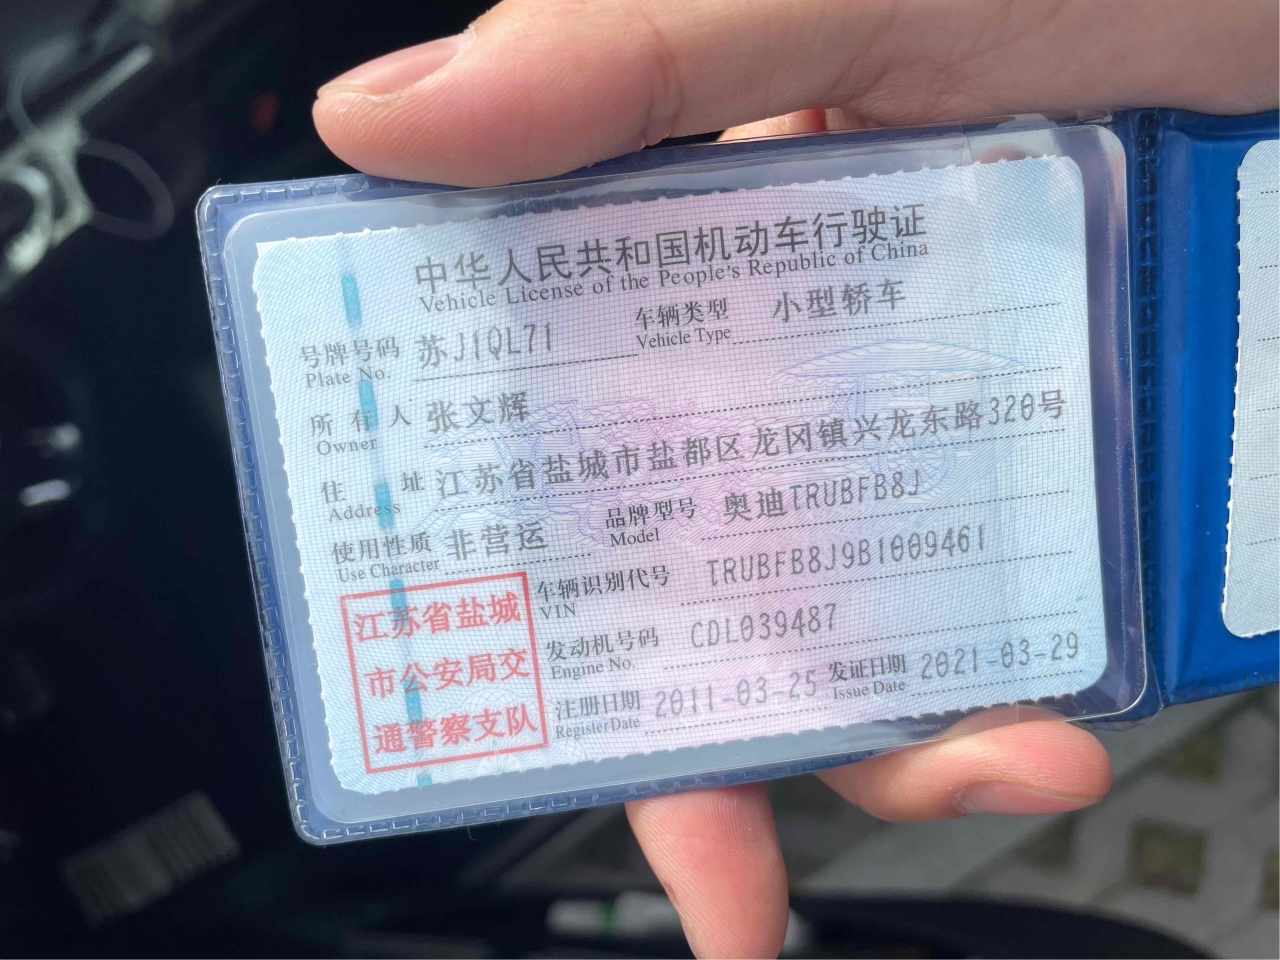 中华人民共和国机动车行驶证
Vehicle License of the People's Republic of China
号牌号码 苏J1QL71 车辆类型 小型轿车
Plate No. Vehicle Type
所有人 张文辉
Owner
住址 江苏省盐城市盐都区龙冈镇兴龙东路320号
Address
使用性质 非营运 品牌型号 奥迪TRUBFB8J
Use Character Model
江苏省盐城
市公安局交
通警察支队
车辆识别代号 TRUBFB8J9B1009461
VIN
发动机号码 CDL039487
Engine No.
注册日期 2011-03-25 发证日期 2021-03-29
Register Date Issue Date